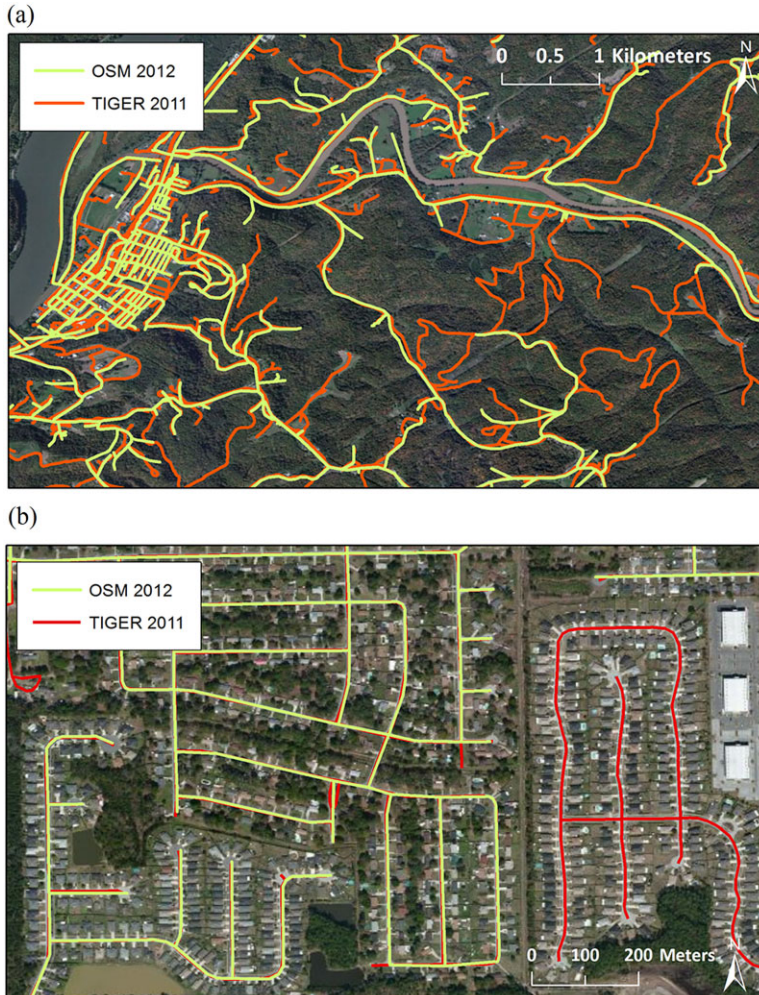 (a)
OSM 2012
TIGER 2011
0 0.5 1 Kilometers
N
(b)
OSM 2012
TIGER 2011
0 100 200 Meters
N